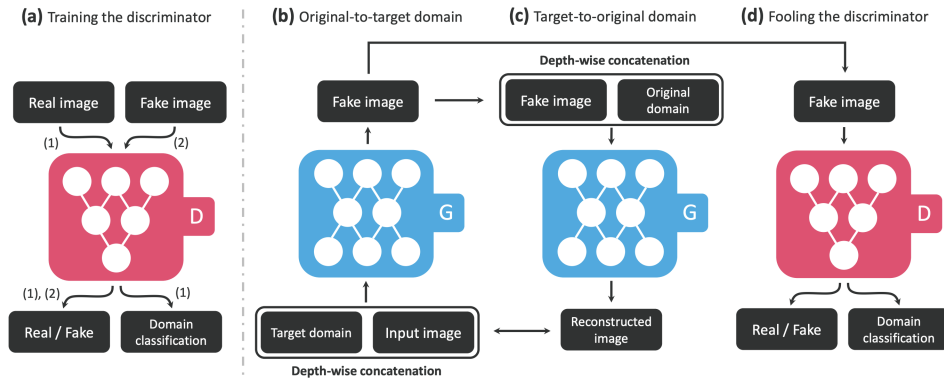 (a) Training the discriminator
Real image
Fake image
(1)
(2)
D
(1), (2)
(1)
Real / Fake
Domain
classification
(b) Original-to-target domain
Fake image
G
Target domain
Input image
Depth-wise concatenation
(c) Target-to-original domain
Depth-wise concatenation
Fake image
Original
domain
G
Reconstructed
image
(d) Fooling the discriminator
Fake image
D
Real / Fake
Domain
classification